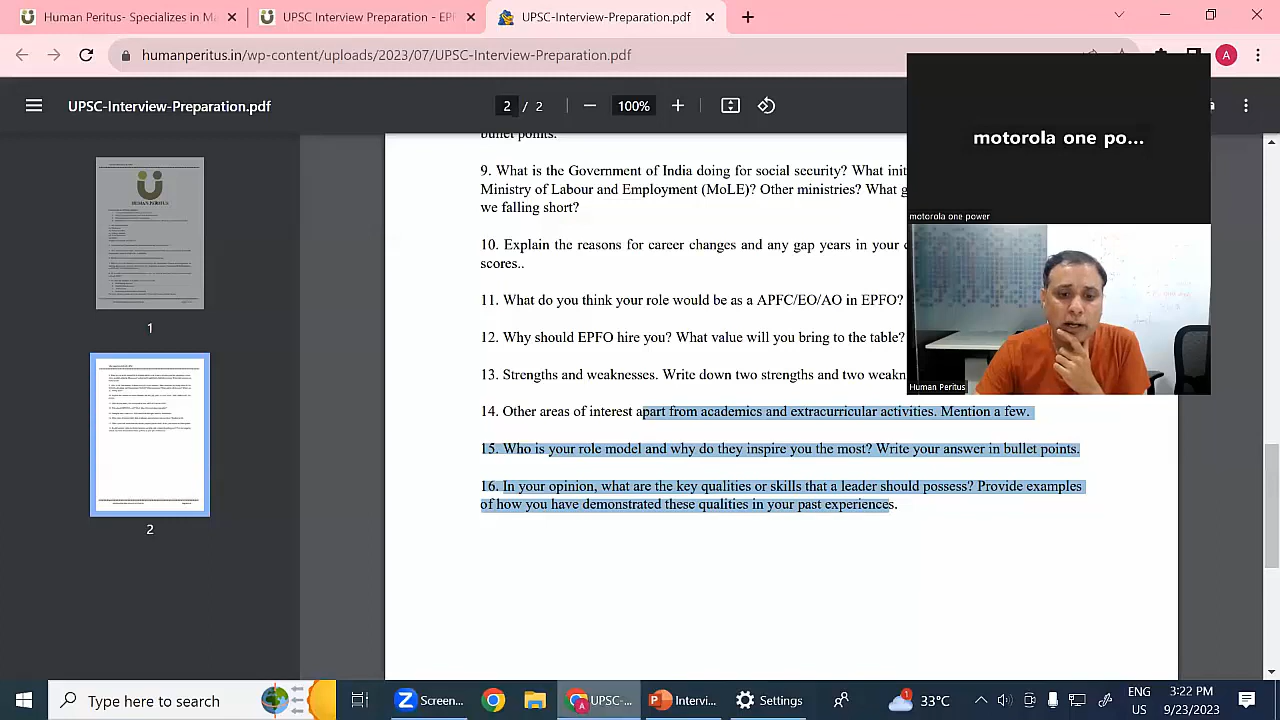 Human Peritus- Specializes in Ma
UPSC Interview Preparation - EPF
UPSC-Interview-Preparation.pdf
humanperitus.in/wp-content/uploads/2023/07/UPSC-Interview-Preparation.pdf
A
UPSC-Interview-Preparation.pdf
2 / 2
100%
motorola one po...
motorola one power
Human Peritus
HUMAN PERITUS
1
2
bullet points.
9. What is the Government of India doing for social security? What init
Ministry of Labour and Employment (MoLE)? Other ministries? What g
we falling short?
10. Explain the reasons for career changes and any gap years in your
scores..
11. What do you think your role would be as a APFC/EO/AO in EPFO?
12. Why should EPFO hire you? What value will you bring to the table?
13. Strengths and weaknesses. Write down two strengths and two weakn
14. Other areas of interest apart from academics and extracurricular activities. Mention a few.
15. Who is your role model and why do they inspire you the most? Write your answer in bullet points.
16. In your opinion, what are the key qualities or skills that a leader should possess? Provide examples
of how you have demonstrated these qualities in your past experiences.
Type here to search
Screen...
UPSC-...
Intervi...
Settings
1
33°C
ENG
US
3:22 PM
9/23/2023